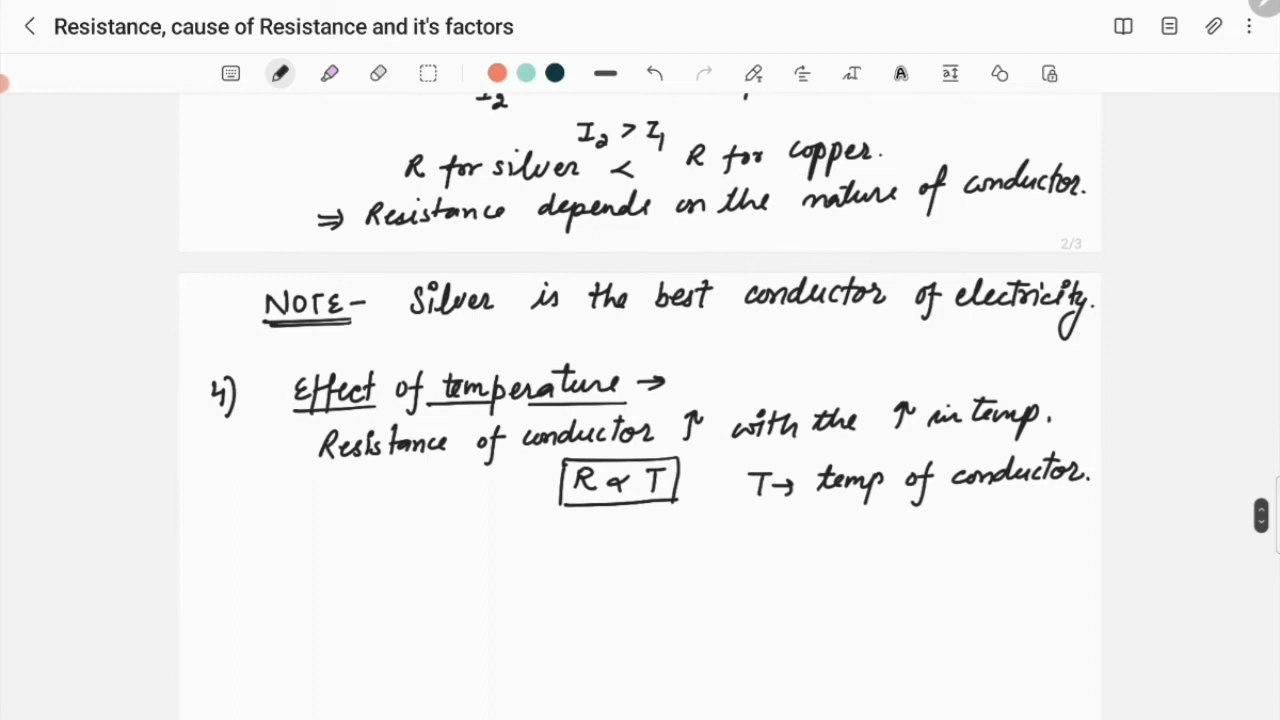 Resistance, cause of Resistance and it's factors
I₂
I₂ > I₁
R for silver < R for copper.
⇒ Resistance depends on the nature of conductor.
2/3
NOTE- Silver is the best conductor of electricity.
4) Effect of temperature →
Resistance of conductor ↑ with the ↑ in temp.
R ∝ T T→ temp of conductor.